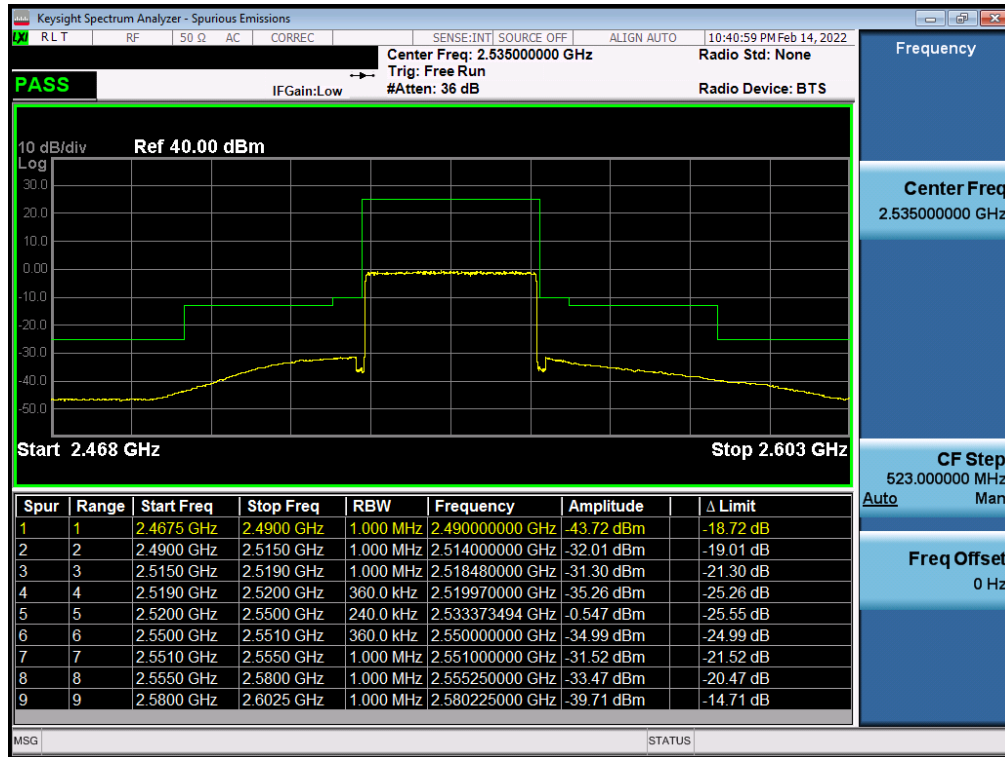 Keysight Spectrum Analyzer - Spurious Emissions
LXI RLT RF 50 Ω AC CORREC SENSE:INT SOURCE OFF ALIGN AUTO 10:40:59 PM Feb 14, 2022
Center Freq: 2.535000000 GHz Radio Std: None
Trig: Free Run
PASS IFGain:Low #Atten: 36 dB Radio Device: BTS
Frequency
10 dB/div Ref 40.00 dBm
Log
30.0
20.0
10.0
0.00
-10.0
-20.0
-30.0
-40.0
-50.0
Start 2.468 GHz Stop 2.603 GHz
Center Freq
2.535000000 GHz
CF Step
523.000000 MHz
Auto Man
Freq Offset
0 Hz
Spur Range Start Freq Stop Freq RBW Frequency Amplitude Δ Limit
1 1 2.4675 GHz 2.4900 GHz 1.000 MHz 2.490000000 GHz -43.72 dBm -18.72 dB
2 2 2.4900 GHz 2.5150 GHz 1.000 MHz 2.514000000 GHz -32.01 dBm -19.01 dB
3 3 2.5150 GHz 2.5190 GHz 1.000 MHz 2.518480000 GHz -31.30 dBm -21.30 dB
4 4 2.5190 GHz 2.5200 GHz 360.0 kHz 2.519970000 GHz -35.26 dBm -25.26 dB
5 5 2.5200 GHz 2.5500 GHz 240.0 kHz 2.533373494 GHz -0.547 dBm -25.55 dB
6 6 2.5500 GHz 2.5510 GHz 360.0 kHz 2.550000000 GHz -34.99 dBm -24.99 dB
7 7 2.5510 GHz 2.5550 GHz 1.000 MHz 2.551000000 GHz -31.52 dBm -21.52 dB
8 8 2.5550 GHz 2.5800 GHz 1.000 MHz 2.555250000 GHz -33.47 dBm -20.47 dB
9 9 2.5800 GHz 2.6025 GHz 1.000 MHz 2.580225000 GHz -39.71 dBm -14.71 dB
MSG STATUS